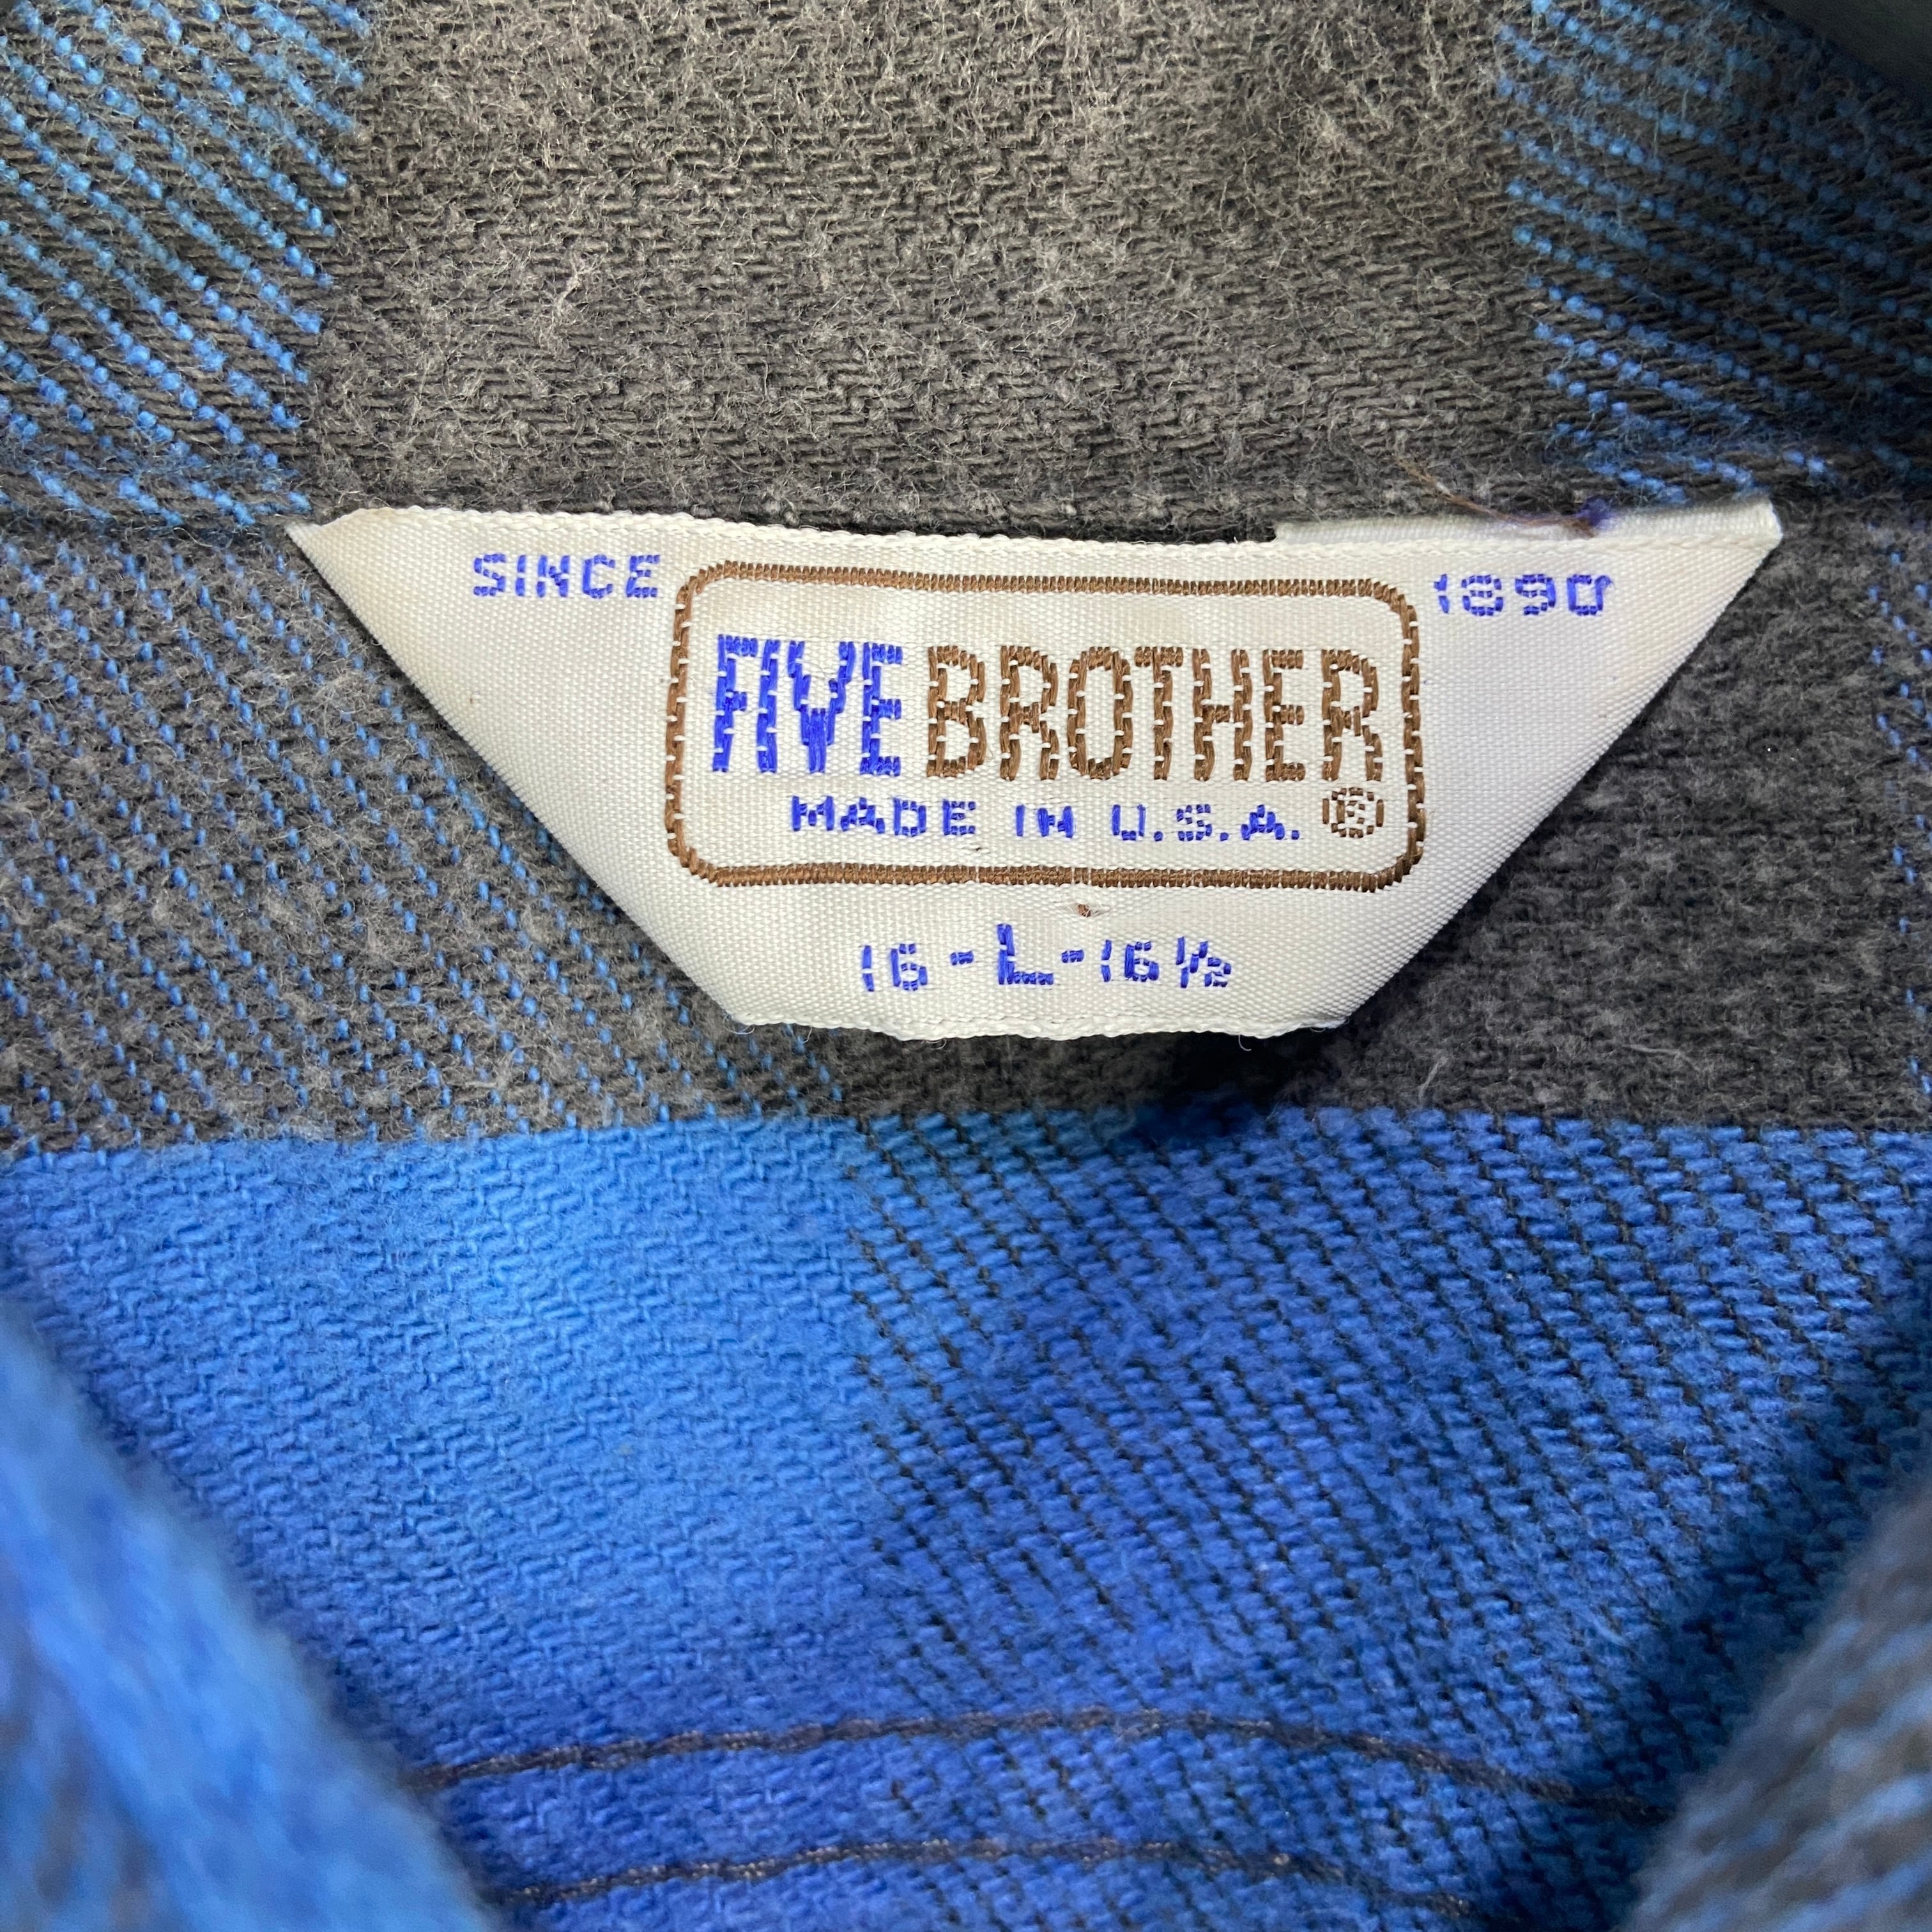 SINCE 1890
FIVE BROTHER
MADE IN U.S.A. ®
16-L-16½